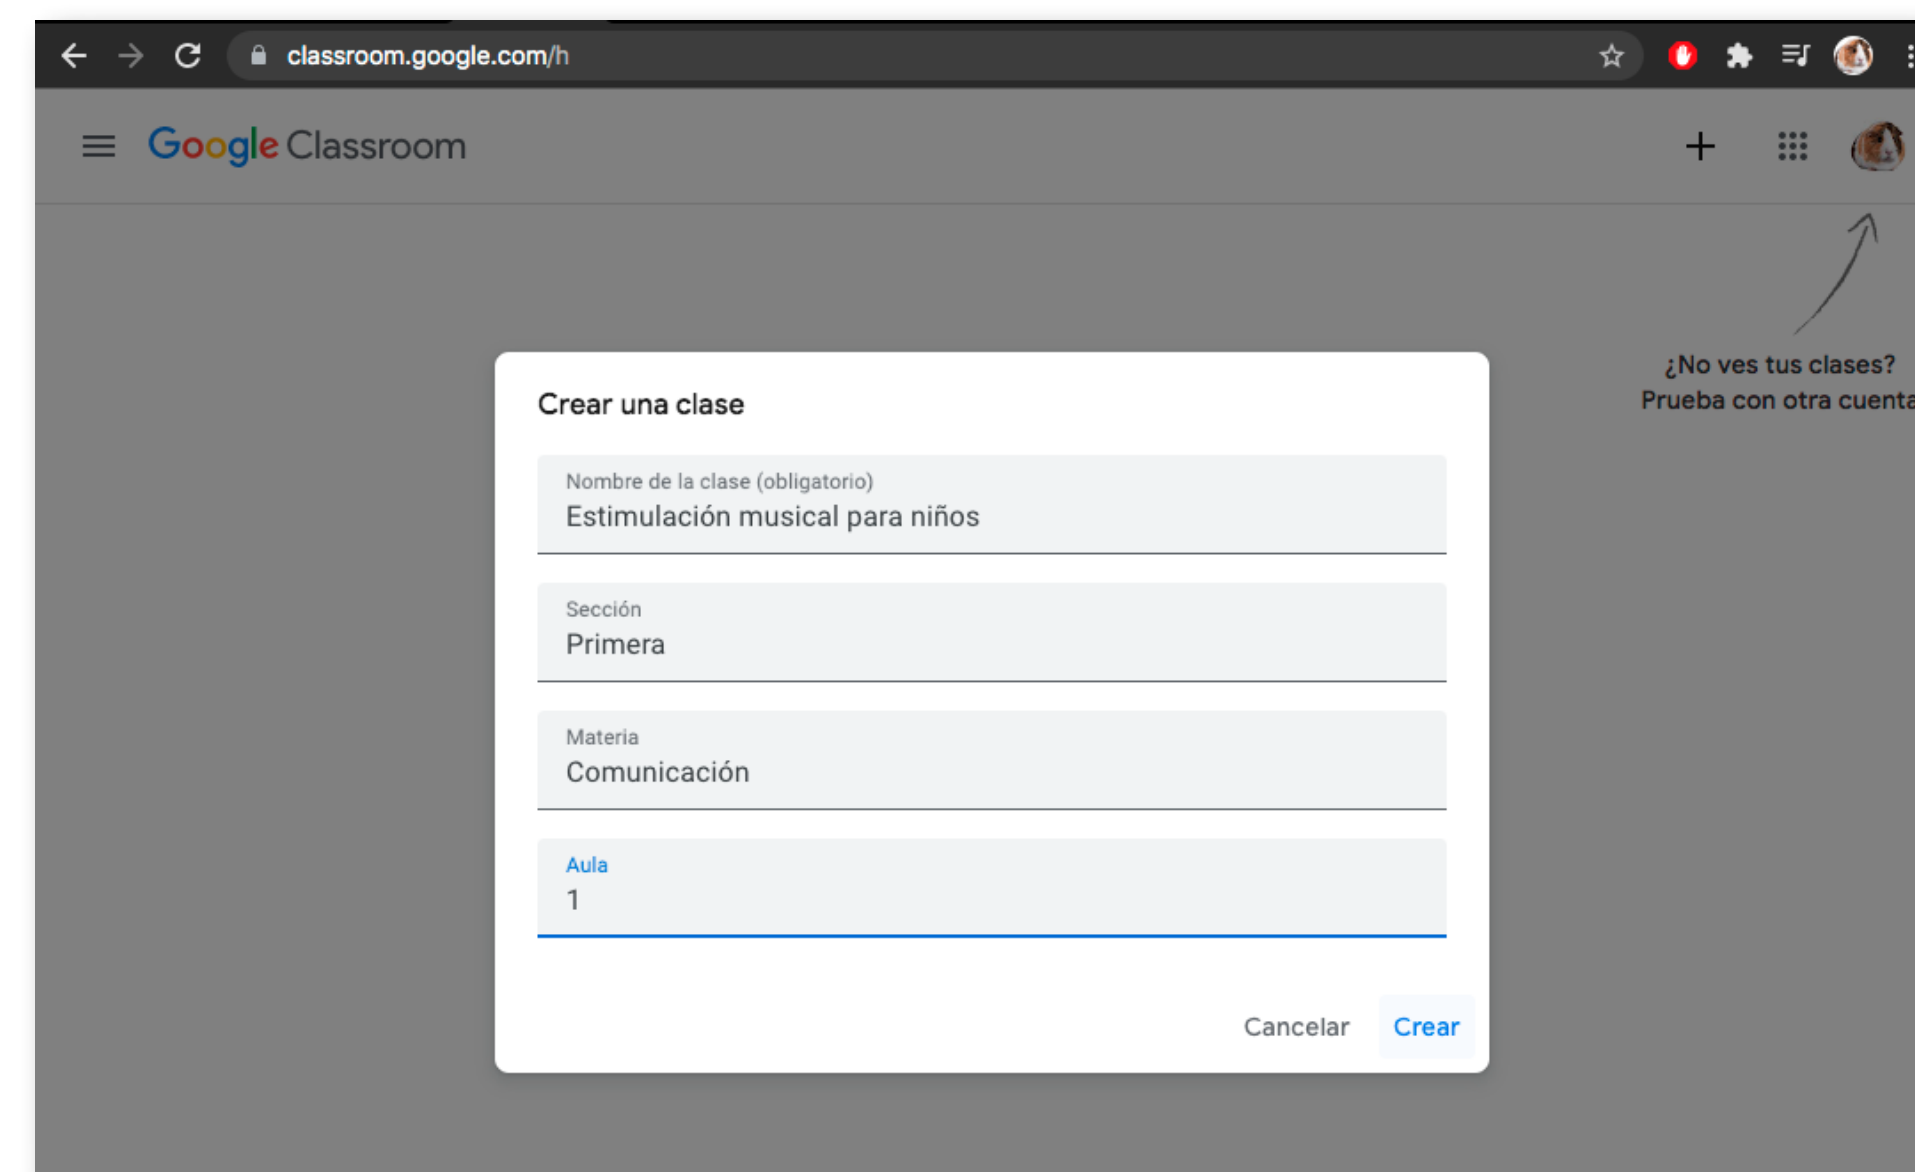 classroom.google.com/h
Google Classroom
¿No ves tus clases?
Prueba con otra cuenta
Crear una clase
Nombre de la clase (obligatorio)
Estimulación musical para niños
Sección
Primera
Materia
Comunicación
Aula
1
Cancelar Crear